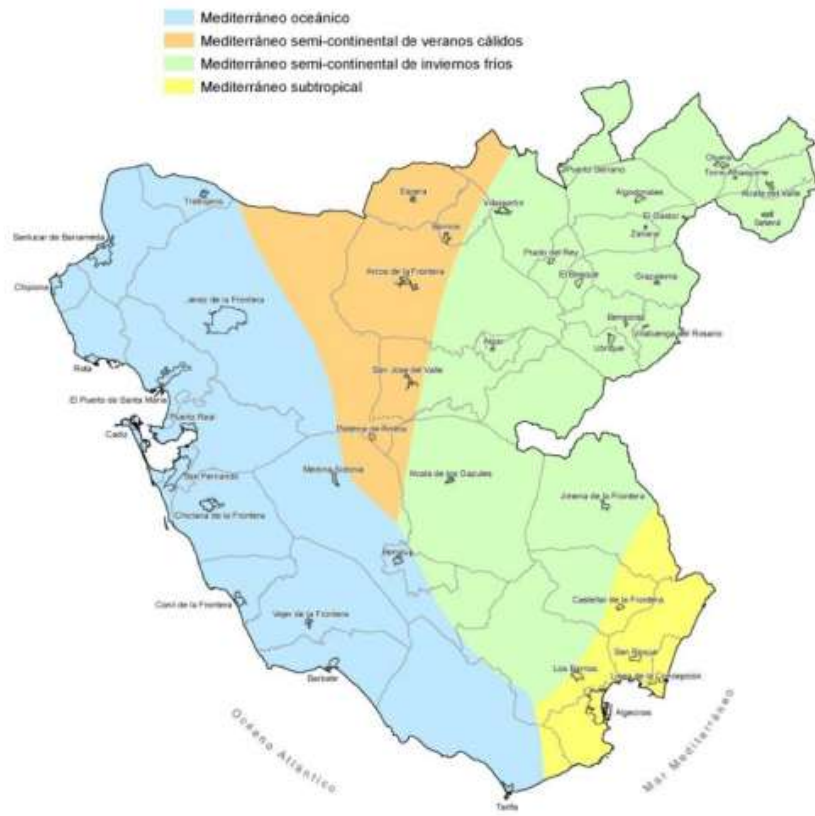 Mediterráneo oceánico
Mediterráneo semi-continental de veranos cálidos
Mediterráneo semi-continental de inviernos fríos
Mediterráneo subtropical
Olvera
Torre Alháquime
Puerto Serrano
Alcalá del Valle
Trebujena
Espera
Algodonales
Villamartín
El Gastor
Setenil
Bornos
Zahara
Sanlúcar de Barrameda
Prado del Rey
Arcos de la Frontera
El Bosque
Grazalema
Chipiona
Jerez de la Frontera
Benaocaz
Villaluenga del Rosario
Algar
Ubrique
Rota
San José del Valle
El Puerto de Santa María
Puerto Real
Cádiz
Paterna de Rivera
Medina Sidonia
Alcalá de los Gazules
San Fernando
Chiclana de la Frontera
Jimena de la Frontera
Benalup
Conil de la Frontera
Castellar de la Frontera
Vejer de la Frontera
San Roque
Los Barrios
Línea de la Concepción
Barbate
Algeciras
Océano Atlántico
Mar Mediterráneo
Tarifa